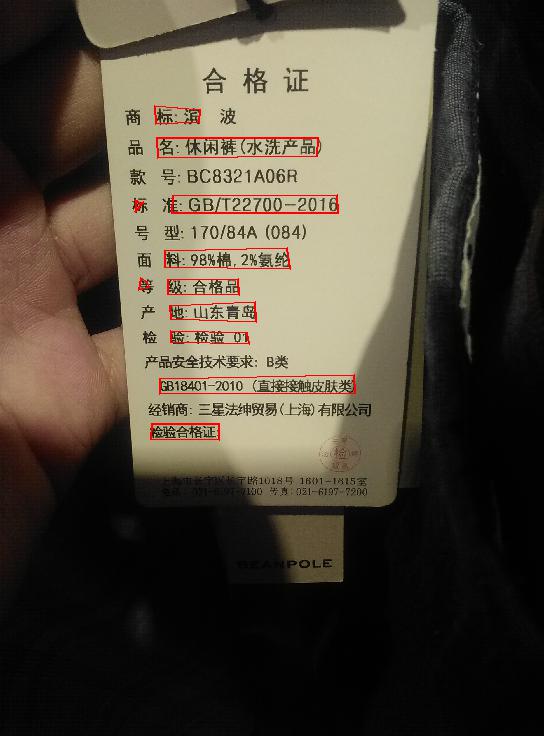 合格证
商 标: 滨 波
品 名: 休闲裤(水洗产品)
款 号: BC8321A06R
标 准: GB/T22700-2016
号 型: 170/84A (084)
面 料: 98%棉,2%氨纶
等 级: 合格品
产 地: 山东青岛
检 验: 检验 01
产品安全技术要求: B类
GB18401-2010 (直接接触皮肤类)
经销商: 三星法绅贸易(上海)有限公司
检验合格证:
检
上海市长宁区长宁路1018号 1601-1615室
电话: 021-6197-7100 传真: 021-6197-7200
BEANPOLE